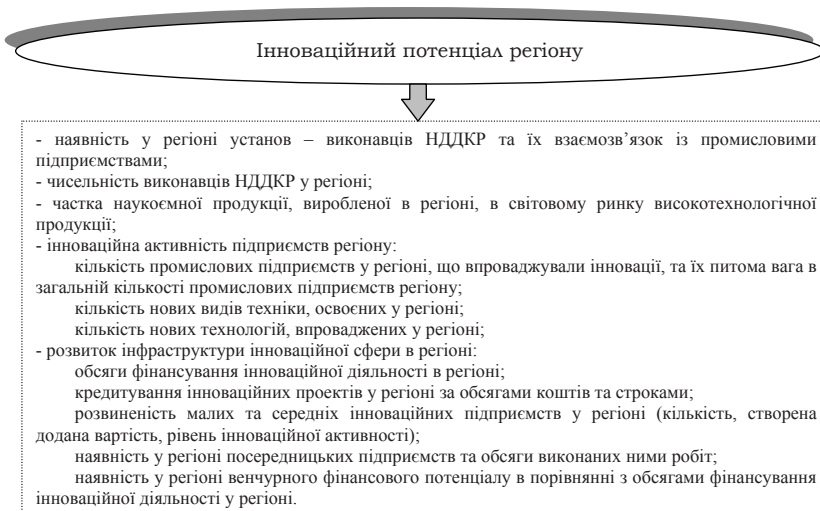 Інноваційний потенціал регіону
- наявність у регіоні установ – виконавців НДДКР та їх взаємозв’язок із промисловими
підприємствами;
- чисельність виконавців НДДКР у регіоні;
- частка наукоємної продукції, виробленої в регіоні, в світовому ринку високотехнологічної
продукції;
- інноваційна активність підприємств регіону:
кількість промислових підприємств у регіоні, що впроваджували інновації, та їх питома вага в
загальній кількості промислових підприємств регіону;
кількість нових видів техніки, освоєних у регіоні;
кількість нових технологій, впроваджених у регіоні;
- розвиток інфраструктури інноваційної сфери в регіоні:
обсяги фінансування інноваційної діяльності в регіоні;
кредитування інноваційних проектів у регіоні за обсягами коштів та строками;
розвиненість малих та середніх інноваційних підприємств у регіоні (кількість, створена
додана вартість, рівень інноваційної активності);
наявність у регіоні посередницьких підприємств та обсяги виконаних ними робіт;
наявність у регіоні венчурного фінансового потенціалу в порівнянні з обсягами фінансування
інноваційної діяльності у регіоні.